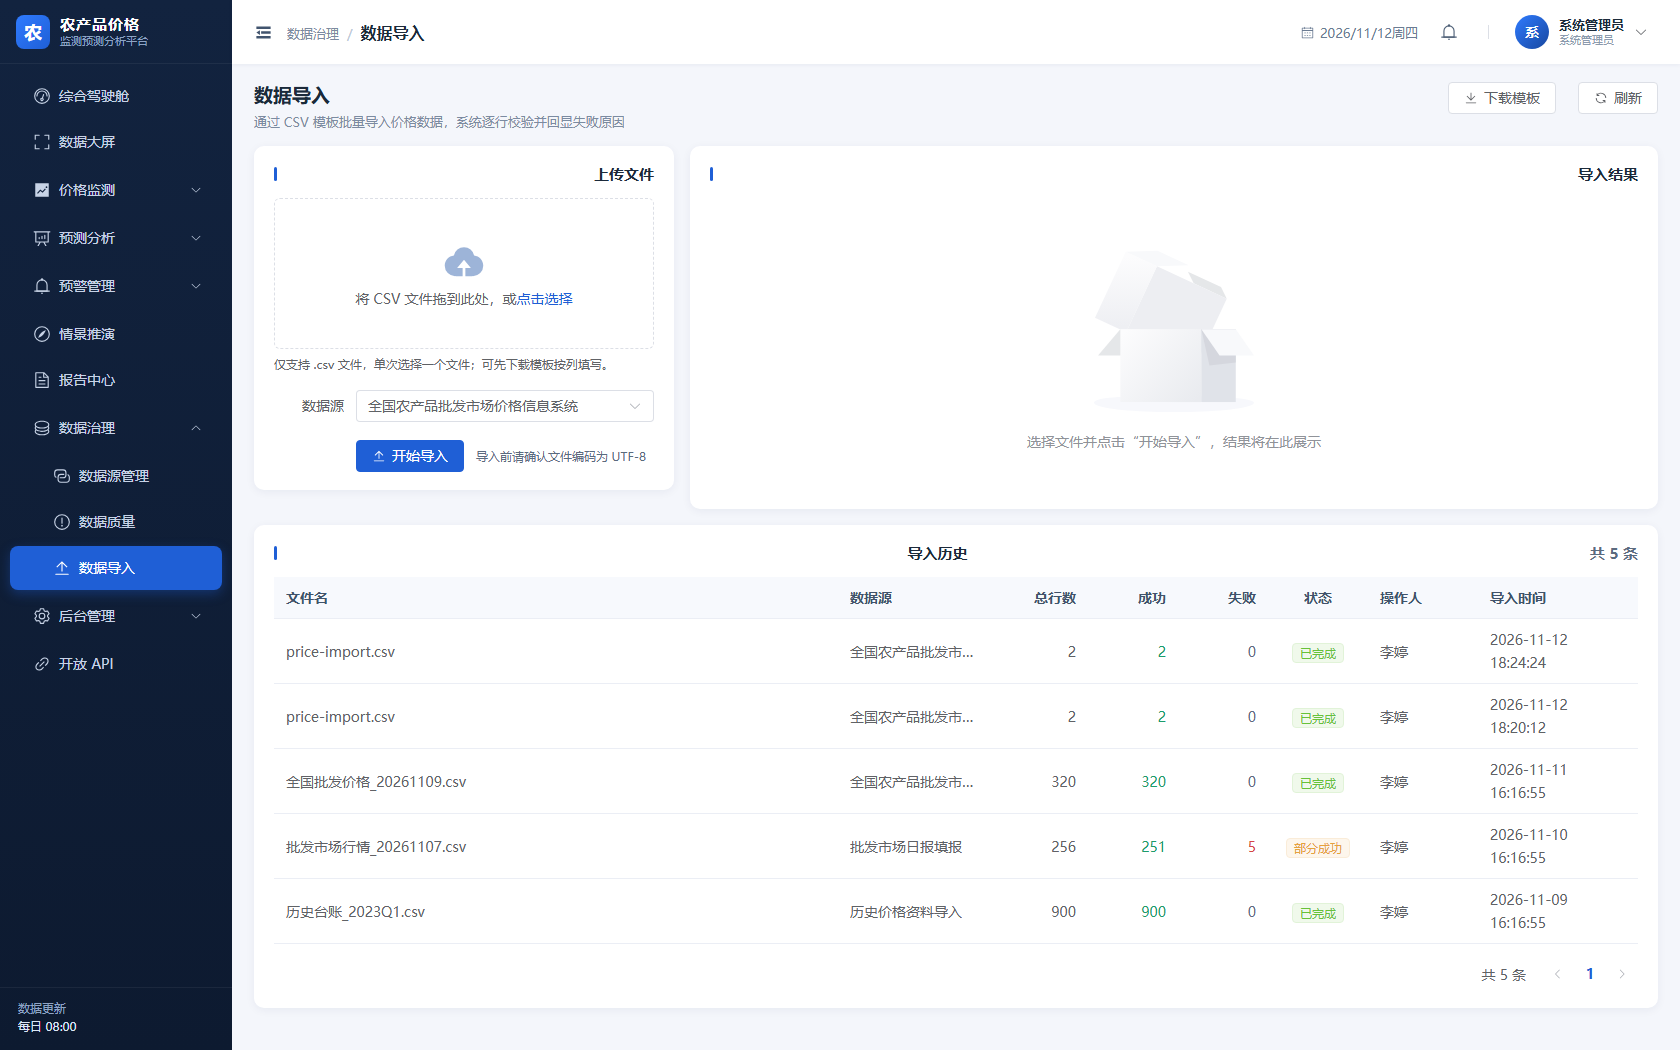 农
农产品价格
监测预测分析平台
综合驾驶舱
数据大屏
价格监测
预测分析
预警管理
情景推演
报告中心
数据治理
数据源管理
数据质量
数据导入
后台管理
开放 API
数据更新
每日 08:00
数据治理 / 数据导入
2026/11/12周四
系
系统管理员
系统管理员
数据导入
通过 CSV 模板批量导入价格数据，系统逐行校验并回显失败原因
下载模板
刷新
上传文件
将 CSV 文件拖到此处，或点击选择
仅支持 .csv 文件，单次选择一个文件；可先下载模板按列填写。
数据源
全国农产品批发市场价格信息系统
开始导入
导入前请确认文件编码为 UTF-8
导入结果
选择文件并点击“开始导入”，结果将在此展示
导入历史
共 5 条
文件名 数据源 总行数 成功 失败 状态 操作人 导入时间
price-import.csv 全国农产品批发市... 2 2 0 已完成 李婷 2026-11-12
18:24:24
price-import.csv 全国农产品批发市... 2 2 0 已完成 李婷 2026-11-12
18:20:12
全国批发价格_20261109.csv 全国农产品批发市... 320 320 0 已完成 李婷 2026-11-11
16:16:55
批发市场行情_20261107.csv 批发市场日报填报 256 251 5 部分成功 李婷 2026-11-10
16:16:55
历史台账_2023Q1.csv 历史价格资料导入 900 900 0 已完成 李婷 2026-11-09
16:16:55
共 5 条
1